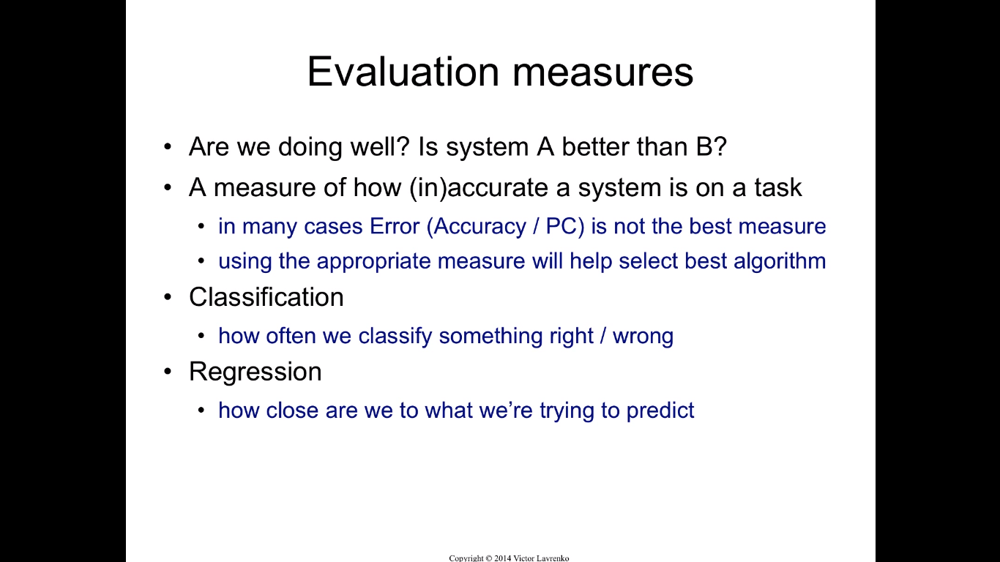 Evaluation measures
• Are we doing well? Is system A better than B?
• A measure of how (in)accurate a system is on a task
• in many cases Error (Accuracy / PC) is not the best measure
• using the appropriate measure will help select best algorithm
• Classification
• how often we classify something right / wrong
• Regression
• how close are we to what we’re trying to predict
Copyright © 2014 Victor Lavrenko